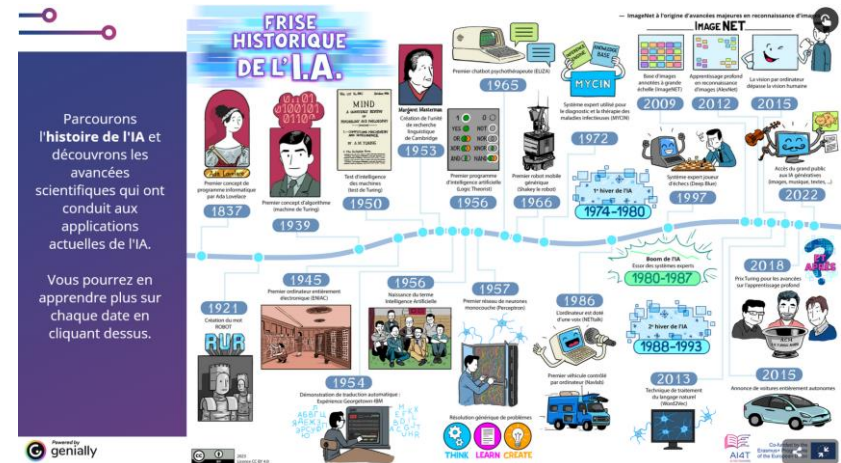 Parcourons
l'histoire de l'IA et
découvrons les
avancées
scientifiques qui ont
conduit aux
applications
actuelles de l'IA.
Vous pourrez en
apprendre plus sur
chaque date en
cliquant dessus.
Powered by
genially
FRISE
HISTORIQUE
DE L'I.A.
Ada Lovelace
Premier concept de
programme informatique
par Ada Lovelace
1837
Premier concept d'algorithme
(machine de Turing)
1939
MIND
Test d'intelligence
des machines
(test de Turing)
1950
Margaret Masterman
Création de l'unité
de recherche
linguistique
de Cambridge
1953
Premier chatbot psychothérapeute (ELIZA)
1965
YES
NOT
OR
XOR
AND
NAND
Premier programme
d'intelligence artificielle
(Logic Theorist)
1956
Premier robot mobile
générique
(Shakey le robot)
1966
INFERENCE ENGINE
KNOWLEDGE BASE
MYCIN
Système expert utilisé pour
le diagnostic et la thérapie des
maladies infectieuses (MYCIN)
1972
1er hiver de l'IA
1974-1980
ImageNet à l'origine d'avancées majeures en reconnaissance d'ima
IMAGENET
Base d'images
annotées à grande
échelle (ImageNET)
2009
Apprentissage profond
en reconnaissance
d'images (AlexNet)
2012
La vision par ordinateur
dépasse la vision humaine
2015
Système expert joueur
d'échecs (Deep Blue)
1997
Accès du grand public
aux IA génératives
(images, musique, textes, ...)
2022
1921
Création du mot
ROBOT
RUR
1945
Premier ordinateur entièrement
électronique (ENIAC)
1954
Démonstration de traduction automatique :
Expérience Georgetown-IBM
1956
Naissance du terme
Intelligence Artificielle
1957
Premier réseau de neurones
monocouche (Perceptron)
Résolution générique de problèmes
THINK LEARN CREATE
1986
L'ordinateur est doté
d'une voix (NETtalk)
Premier véhicule contrôlé
par ordinateur (Navlab)
Boom de l'IA
Essor des systèmes experts
1980-1987
2e hiver de l'IA
1988-1993
2013
Technique de traitement
du langage naturel
(Word2Vec)
2018
Prix Turing pour les avancées
sur l'apprentissage profond
ET
APRÈS
2015
Annonce de voitures entièrement autonomes
AI4T